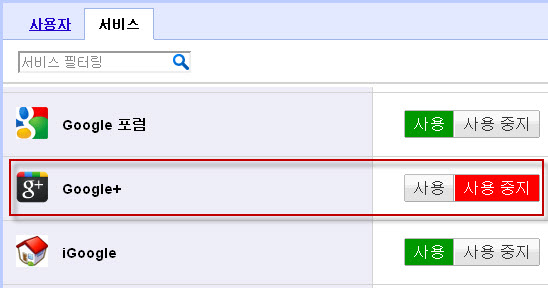 사용자 서비스
서비스 필터링
Google 포럼 사용 사용 중지
g+ Google+ 사용 사용 중지
iGoogle 사용 사용 중지